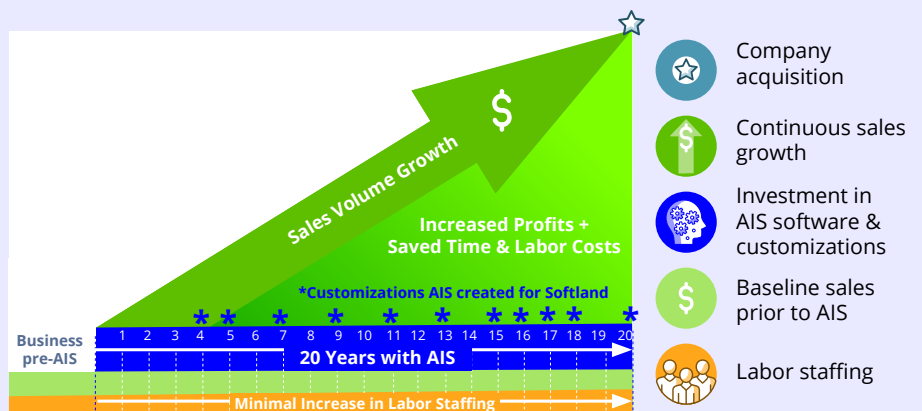 $
Sales Volume Growth
Increased Profits +
Saved Time & Labor Costs
*Customizations AIS created for Softland
* * * * * * * * * * *
Business
pre-AIS
1 2 3 4 5 6 7 8 9 10 11 12 13 14 15 16 17 18 19 20
20 Years with AIS
Minimal Increase in Labor Staffing
Company
acquisition
$
Continuous sales
growth
Investment in
AIS software &
customizations
$
Baseline sales
prior to AIS
Labor staffing